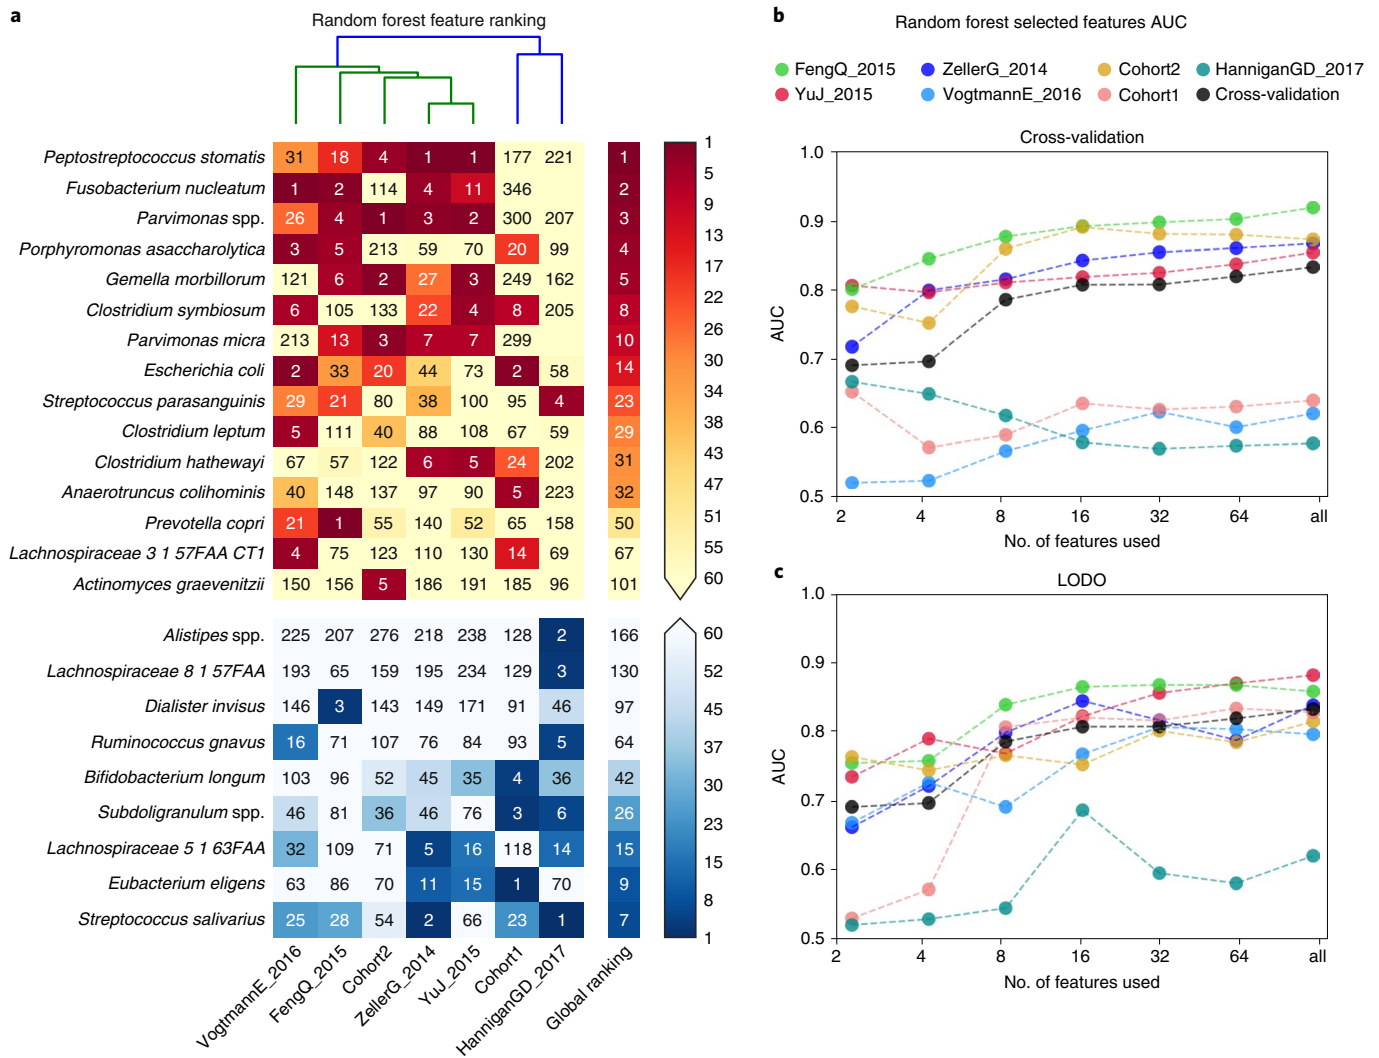 a
Random forest feature ranking
Peptostreptococcus stomatis 31 18 4 1 1 177 221 1
Fusobacterium nucleatum 1 2 114 4 11 346 2
Parvimonas spp. 26 4 1 3 2 300 207 3
Porphyromonas asaccharolytica 3 5 213 59 70 20 99 4
Gemella morbillorum 121 6 2 27 3 249 162 5
Clostridium symbiosum 6 105 133 22 4 8 205 8
Parvimonas micra 213 13 3 7 7 299 10
Escherichia coli 2 33 20 44 73 2 58 14
Streptococcus parasanguinis 29 21 80 38 100 95 4 23
Clostridium leptum 5 111 40 88 108 67 59 29
Clostridium hathewayi 67 57 122 6 5 24 202 31
Anaerotruncus colihominis 40 148 137 97 90 5 223 32
Prevotella copri 21 1 55 140 52 65 158 50
Lachnospiraceae 3 1 57FAA CT1 4 75 123 110 130 14 69 67
Actinomyces graevenitzii 150 156 5 186 191 185 96 101
1
5
9
13
17
22
26
30
34
38
43
47
51
55
60
Alistipes spp. 225 207 276 218 238 128 2 166
Lachnospiraceae 8 1 57FAA 193 65 159 195 234 129 3 130
Dialister invisus 146 3 143 149 171 91 46 97
Ruminococcus gnavus 16 71 107 76 84 93 5 64
Bifidobacterium longum 103 96 52 45 35 4 36 42
Subdoligranulum spp. 46 81 36 46 76 3 6 26
Lachnospiraceae 5 1 63FAA 32 109 71 5 16 118 14 15
Eubacterium eligens 63 86 70 11 15 1 70 9
Streptococcus salivarius 25 28 54 2 66 23 1 7
60
52
45
37
30
23
15
8
1
VogtmannE_2016
FengQ_2015
Cohort2
ZellerG_2014
YuJ_2015
Cohort1
HanniganGD_2017
Global ranking
b
Random forest selected features AUC
FengQ_2015 ZellerG_2014 Cohort2 HanniganGD_2017
YuJ_2015 VogtmannE_2016 Cohort1 Cross-validation
Cross-validation
1.0
0.9
0.8
0.7
0.6
0.5
AUC
2 4 8 16 32 64 all
No. of features used
c
LODO
1.0
0.9
0.8
0.7
0.6
0.5
AUC
2 4 8 16 32 64 all
No. of features used